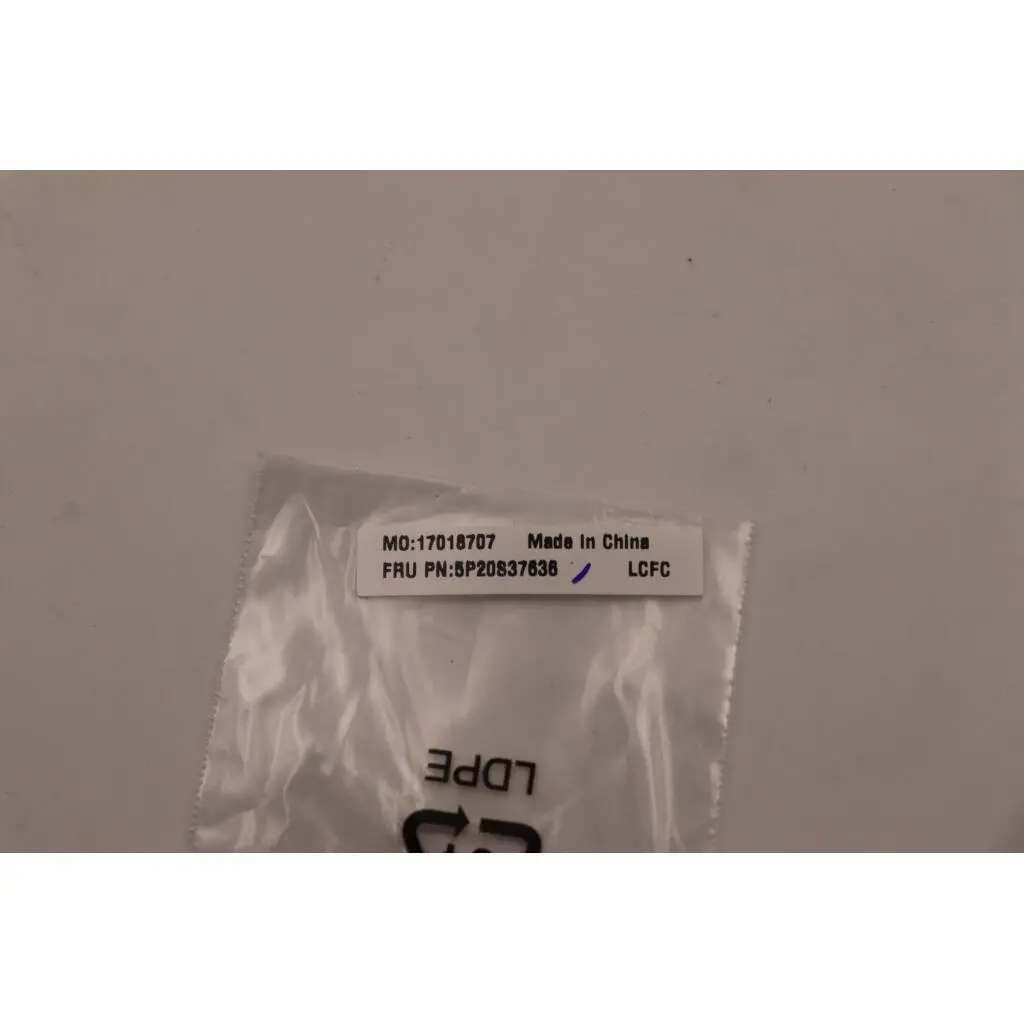 MO:17018707 Made In China
FRU PN:5P20S37636 LCFC
LDPE